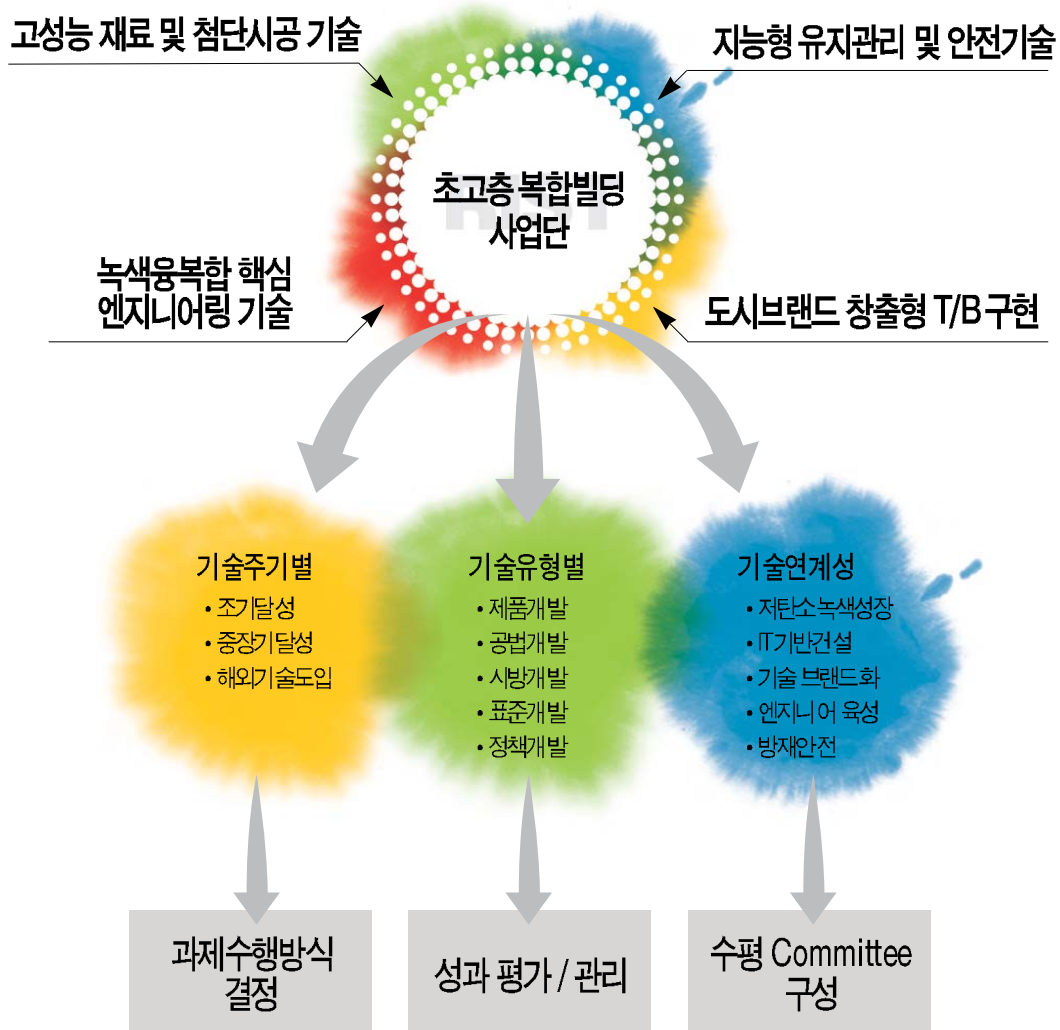 고성능 재료 및 첨단시공 기술
지능형 유지관리 및 안전기술
초고층 복합빌딩
사업단
녹색융복합 핵심
엔지니어링 기술
도시브랜드 창출형 T/B 구현
기술주기별
• 조기달성
• 중장기달성
• 해외기술도입
기술유형별
• 제품개발
• 공법개발
• 시방개발
• 표준개발
• 정책개발
기술연계성
• 저탄소녹색성장
• IT기반건설
• 기술 브랜드화
• 엔지니어 육성
• 방재안전
과제수행방식
결정
성과 평가 / 관리
수평 Committee
구성